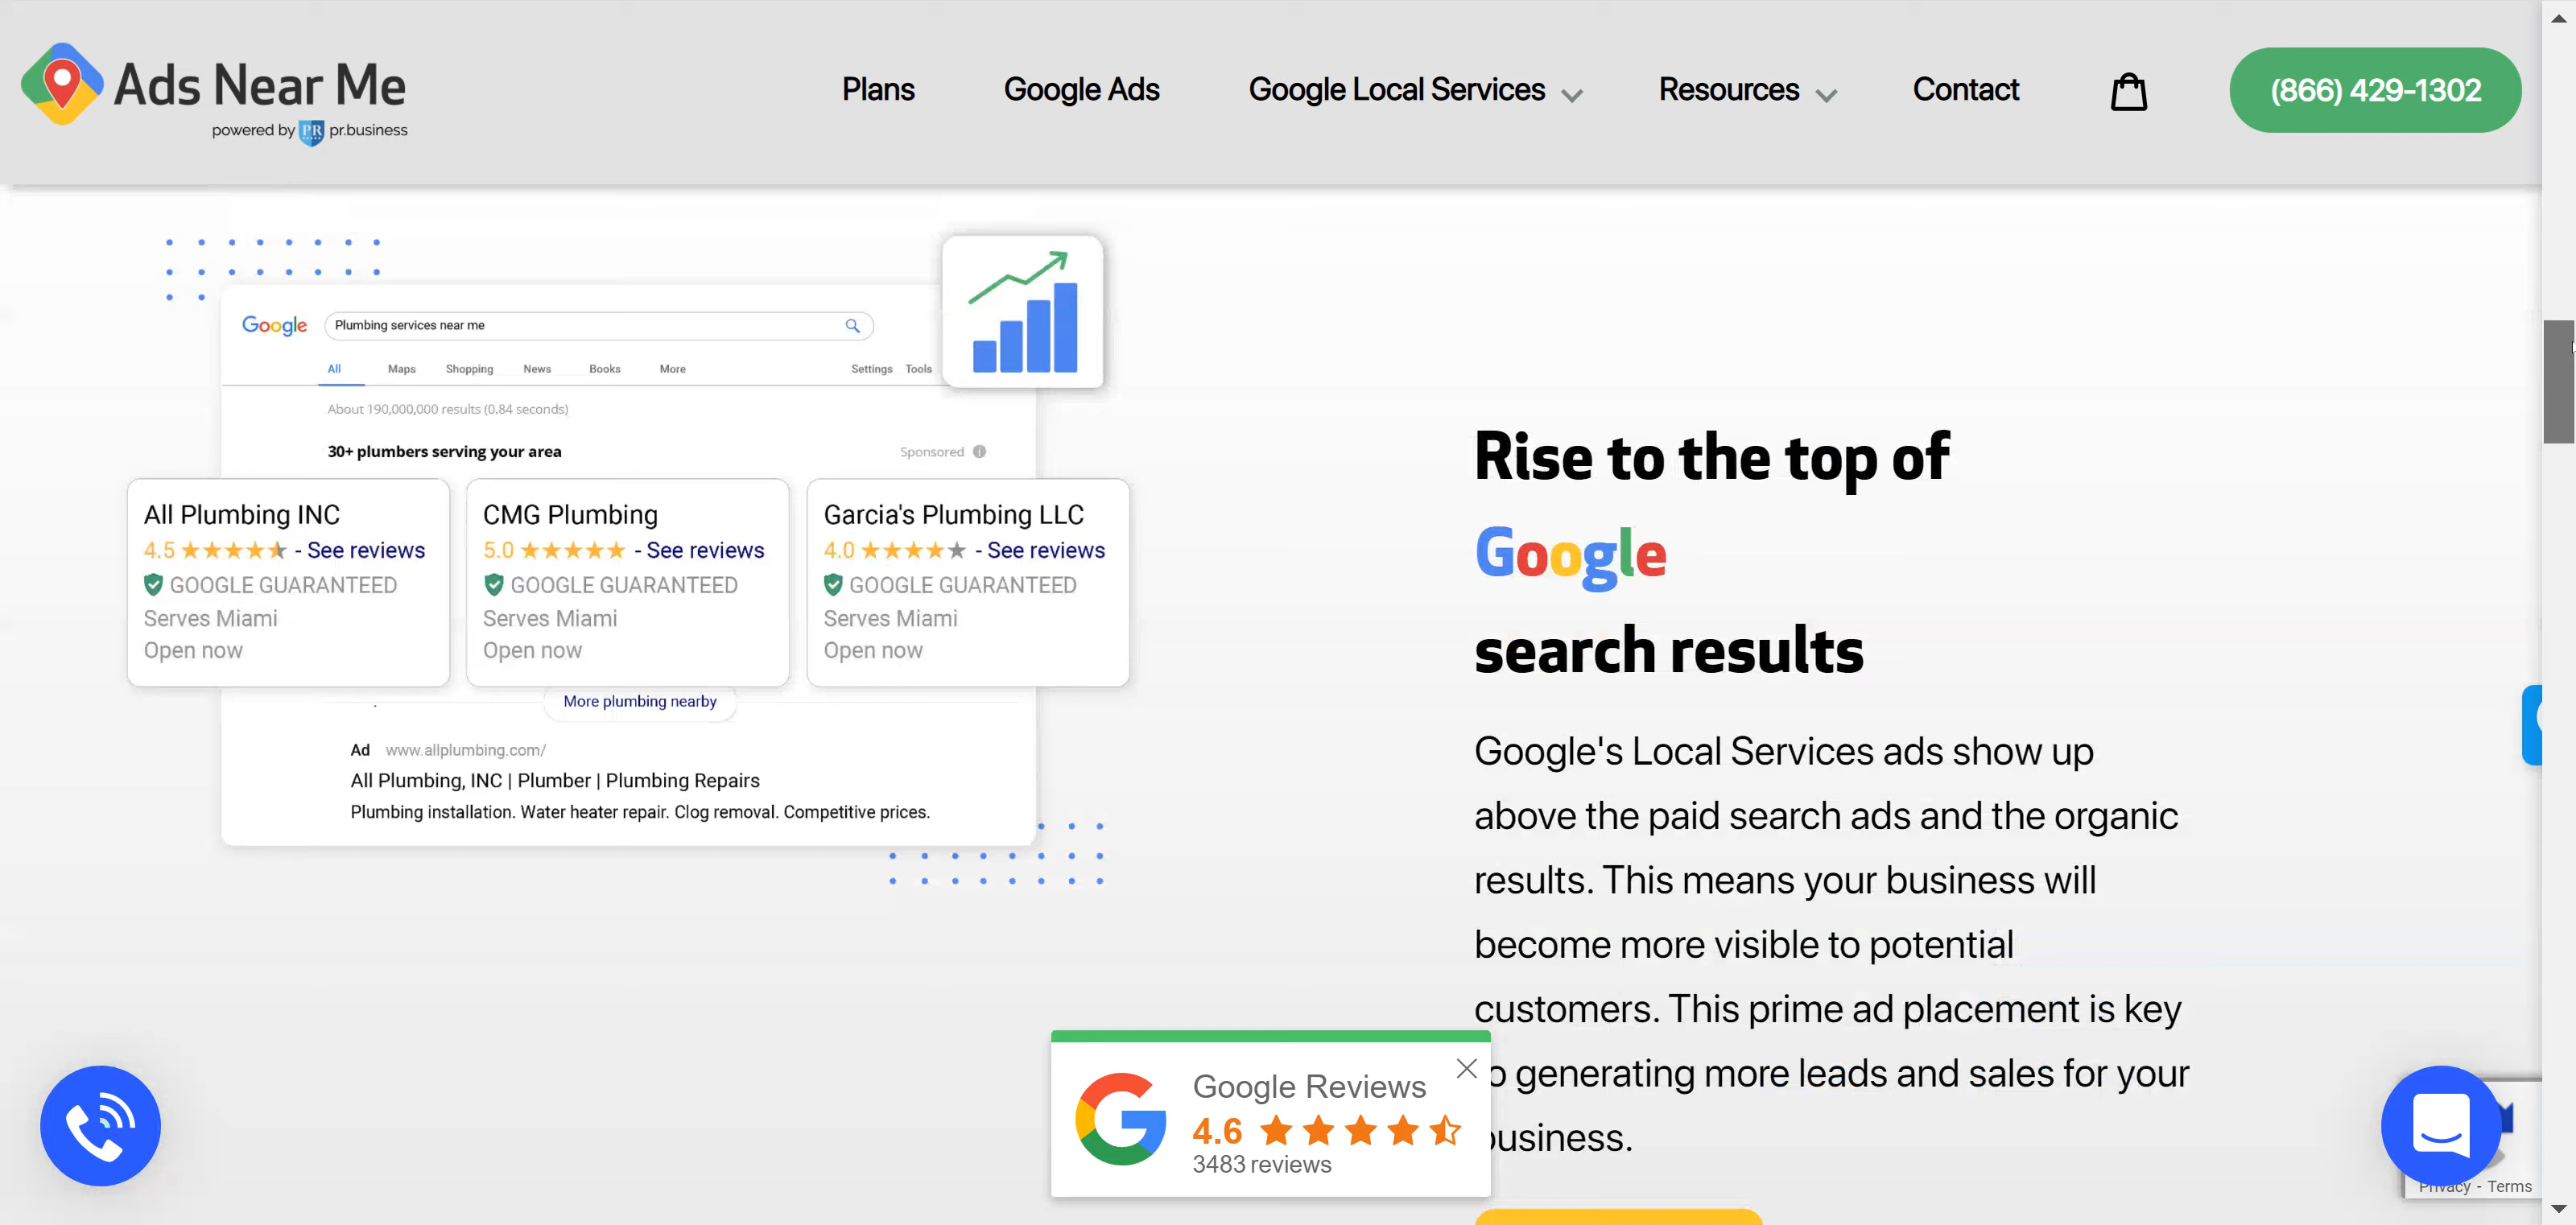 Ads Near Me
powered by PR pr.business
Plans
Google Ads
Google Local Services
Resources
Contact
(866) 429-1302
Google
Plumbing services near me
All
Maps
Shopping
News
Books
More
Settings
Tools
About 190,000,000 results (0.84 seconds)
30+ plumbers serving your area
Sponsored
All Plumbing INC
4.5 - See reviews
GOOGLE GUARANTEED
Serves Miami
Open now
CMG Plumbing
5.0 - See reviews
GOOGLE GUARANTEED
Serves Miami
Open now
Garcia's Plumbing LLC
4.0 - See reviews
GOOGLE GUARANTEED
Serves Miami
Open now
More plumbing nearby
Ad www.allplumbing.com/
All Plumbing, INC | Plumber | Plumbing Repairs
Plumbing installation. Water heater repair. Clog removal. Competitive prices.
Rise to the top of
Google
search results
Google's Local Services ads show up
above the paid search ads and the organic
results. This means your business will
become more visible to potential
customers. This prime ad placement is key
generating more leads and sales for your
business.
Google Reviews
4.6
3483 reviews
Privacy - Terms